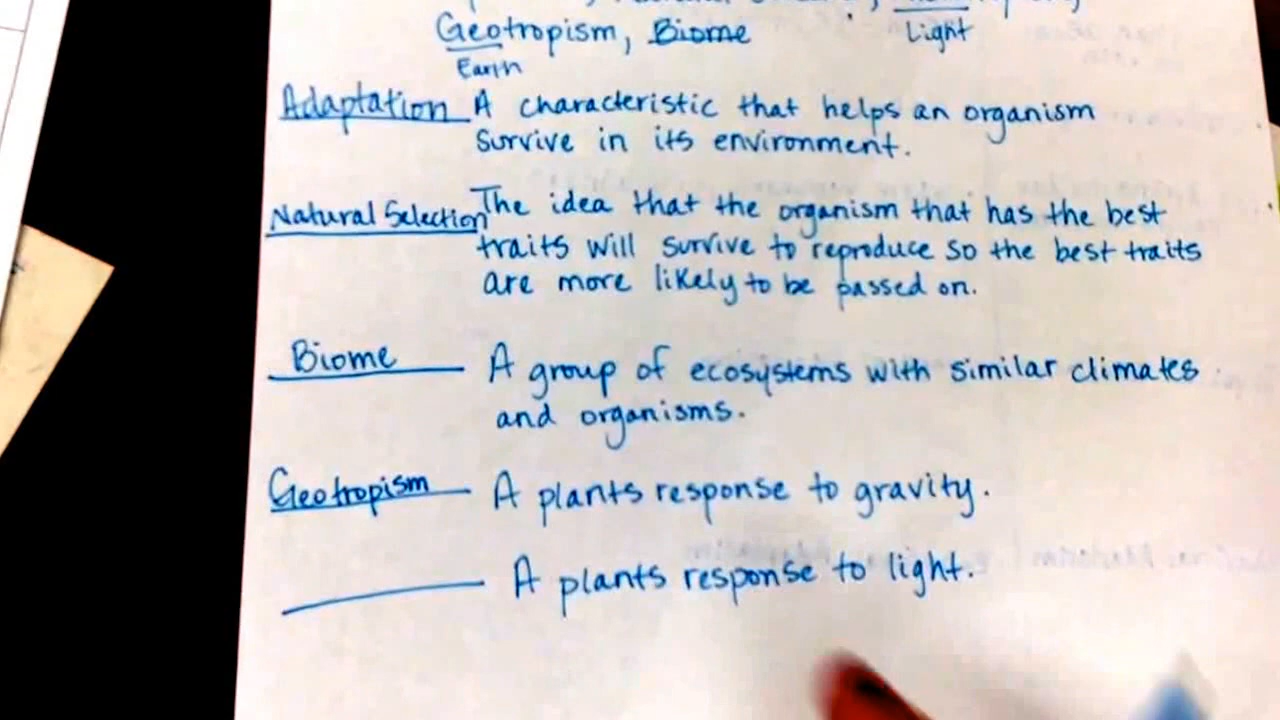 Geotropism, Biome
Light
Earth
Adaptation A characteristic that helps an organism
survive in its environment.
Natural Selection The idea that the organism that has the best
traits will survive to reproduce so the best traits
are more likely to be passed on.
Biome A group of ecosystems with similar climates
and organisms.
Geotropism A plants response to gravity.
A plants response to light.